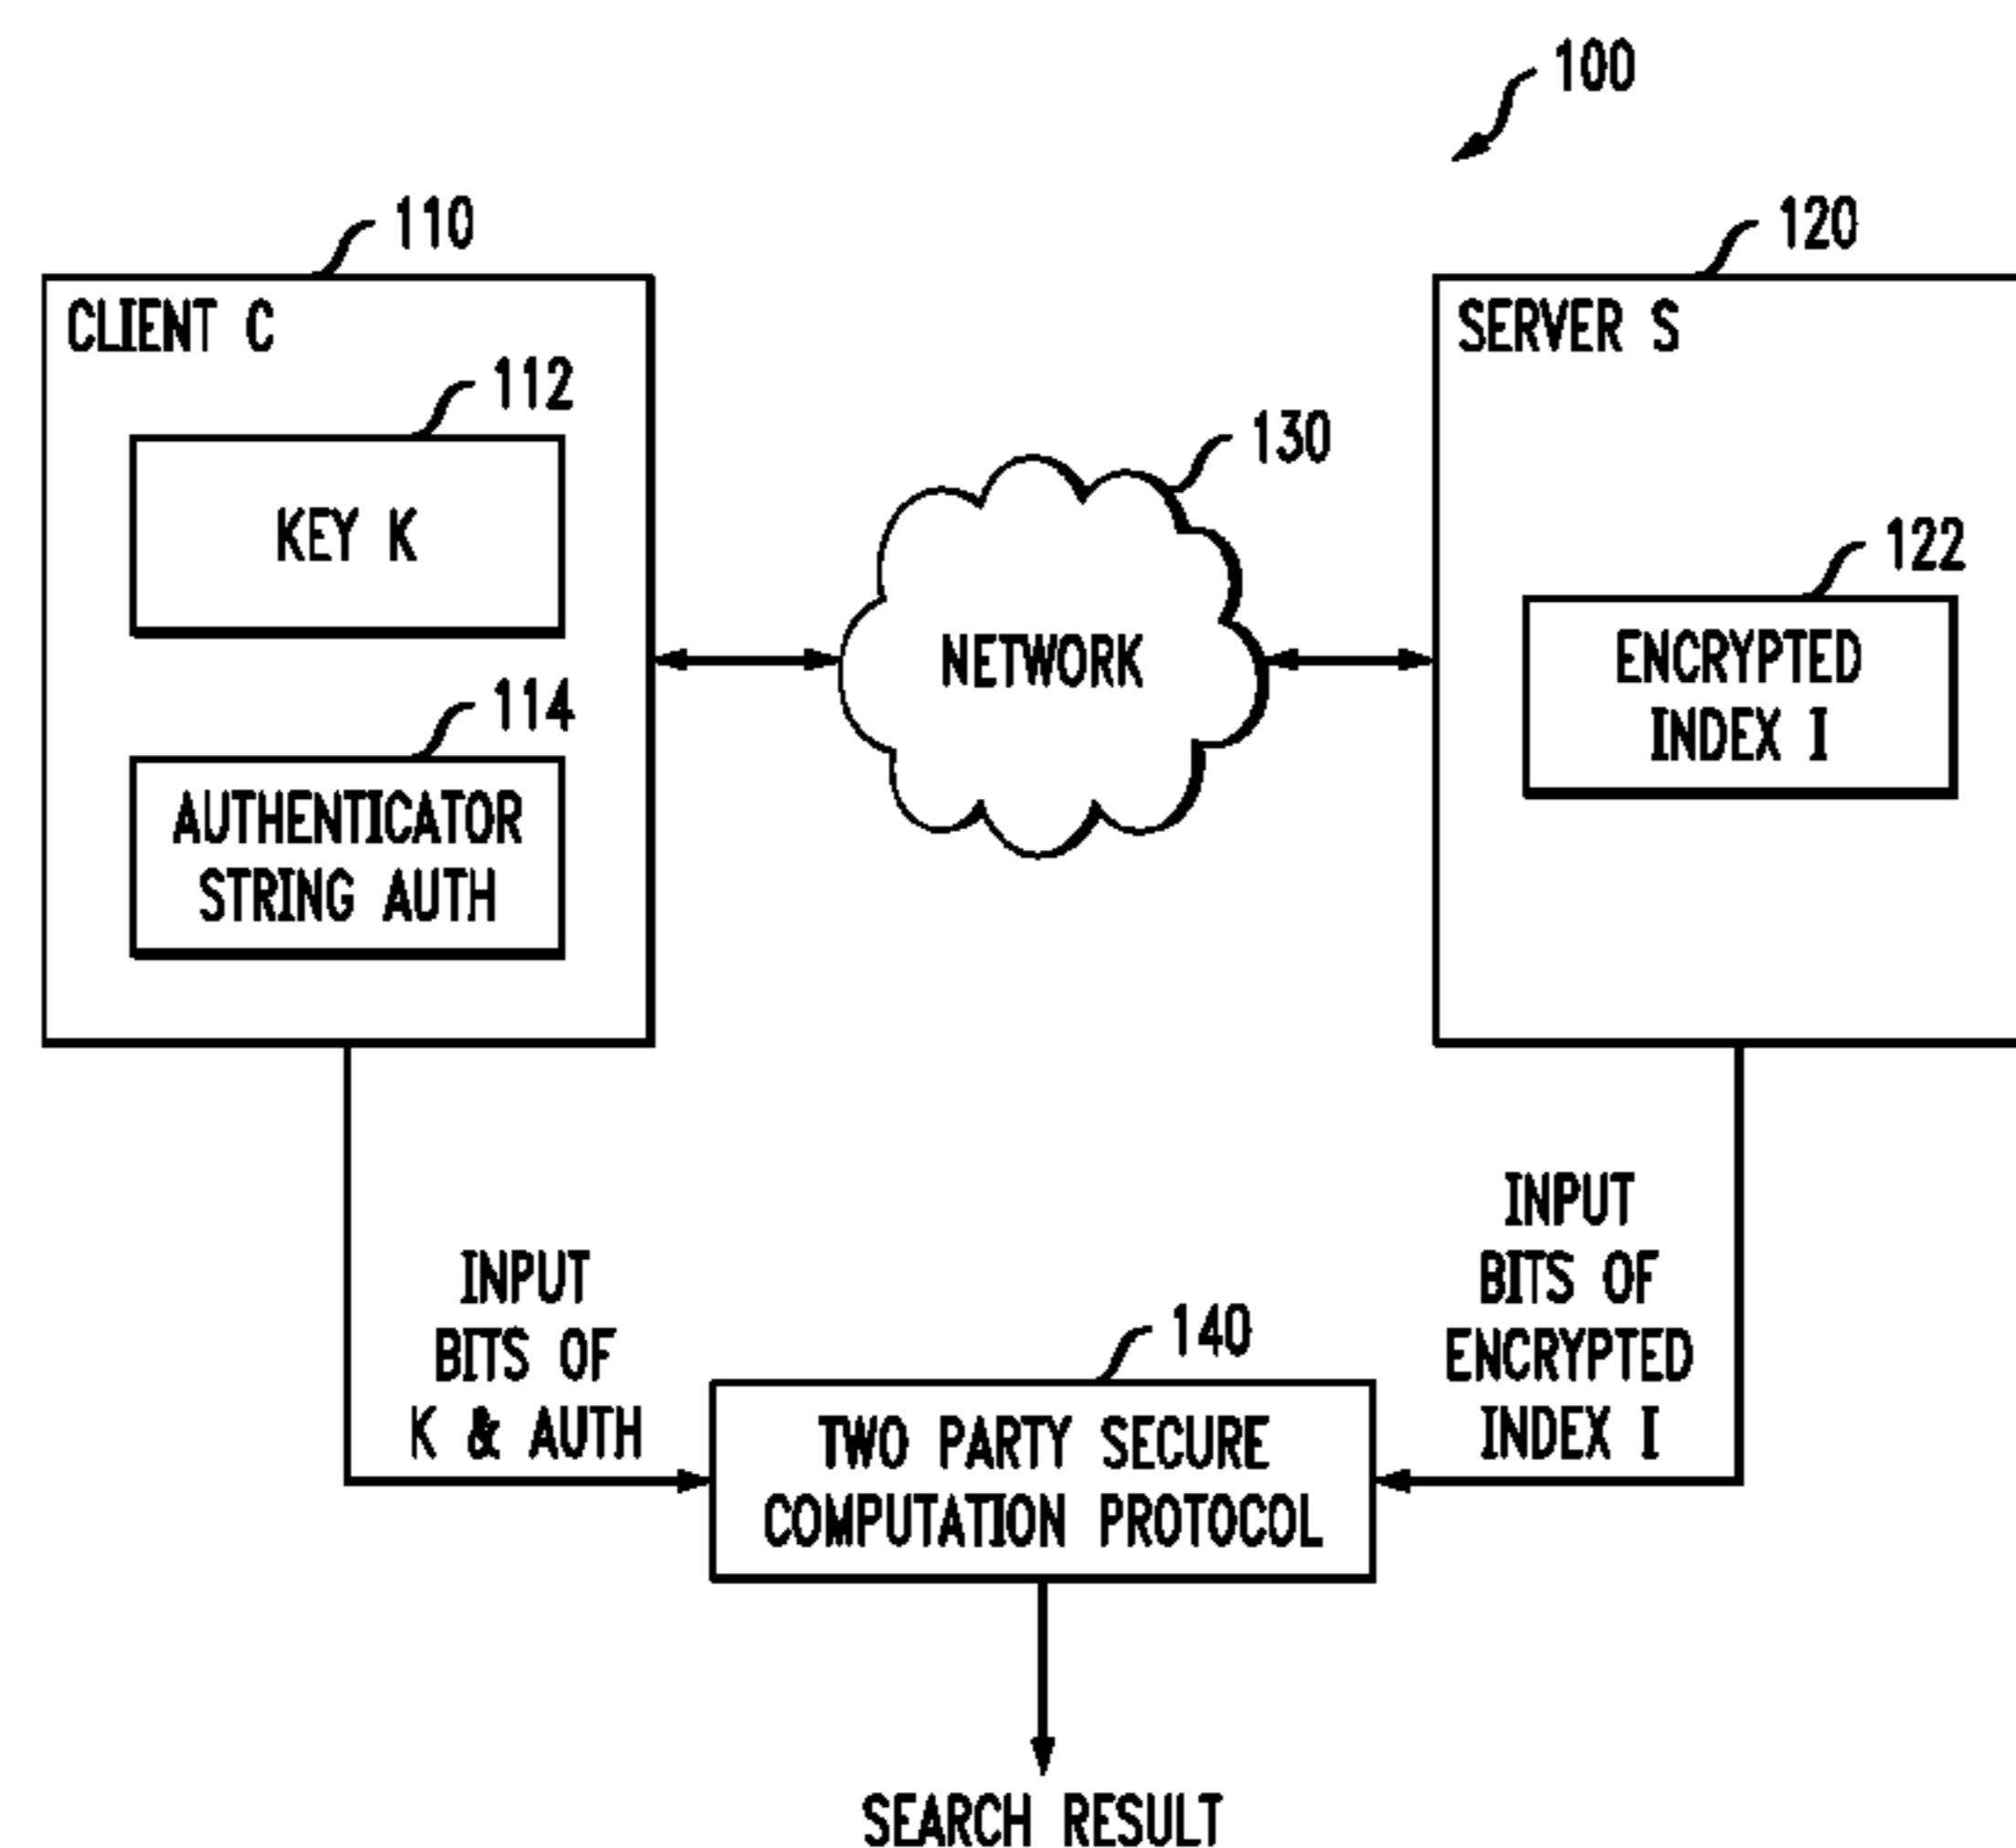 100
110
120
CLIENT C
SERVER S
112
KEY K
130
122
NETWORK
ENCRYPTED
INDEX I
114
AUTHENTICATOR
STRING AUTH
INPUT
BITS OF
K & AUTH
INPUT
BITS OF
ENCRYPTED
INDEX I
140
TWO PARTY SECURE
COMPUTATION PROTOCOL
SEARCH RESULT